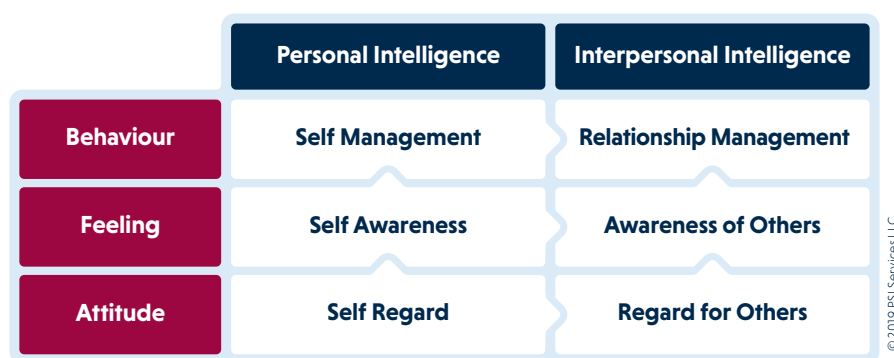 Personal Intelligence Interpersonal Intelligence
Behaviour Self Management Relationship Management
Feeling Self Awareness Awareness of Others
Attitude Self Regard Regard for Others
© 2019 PSI Services LLC